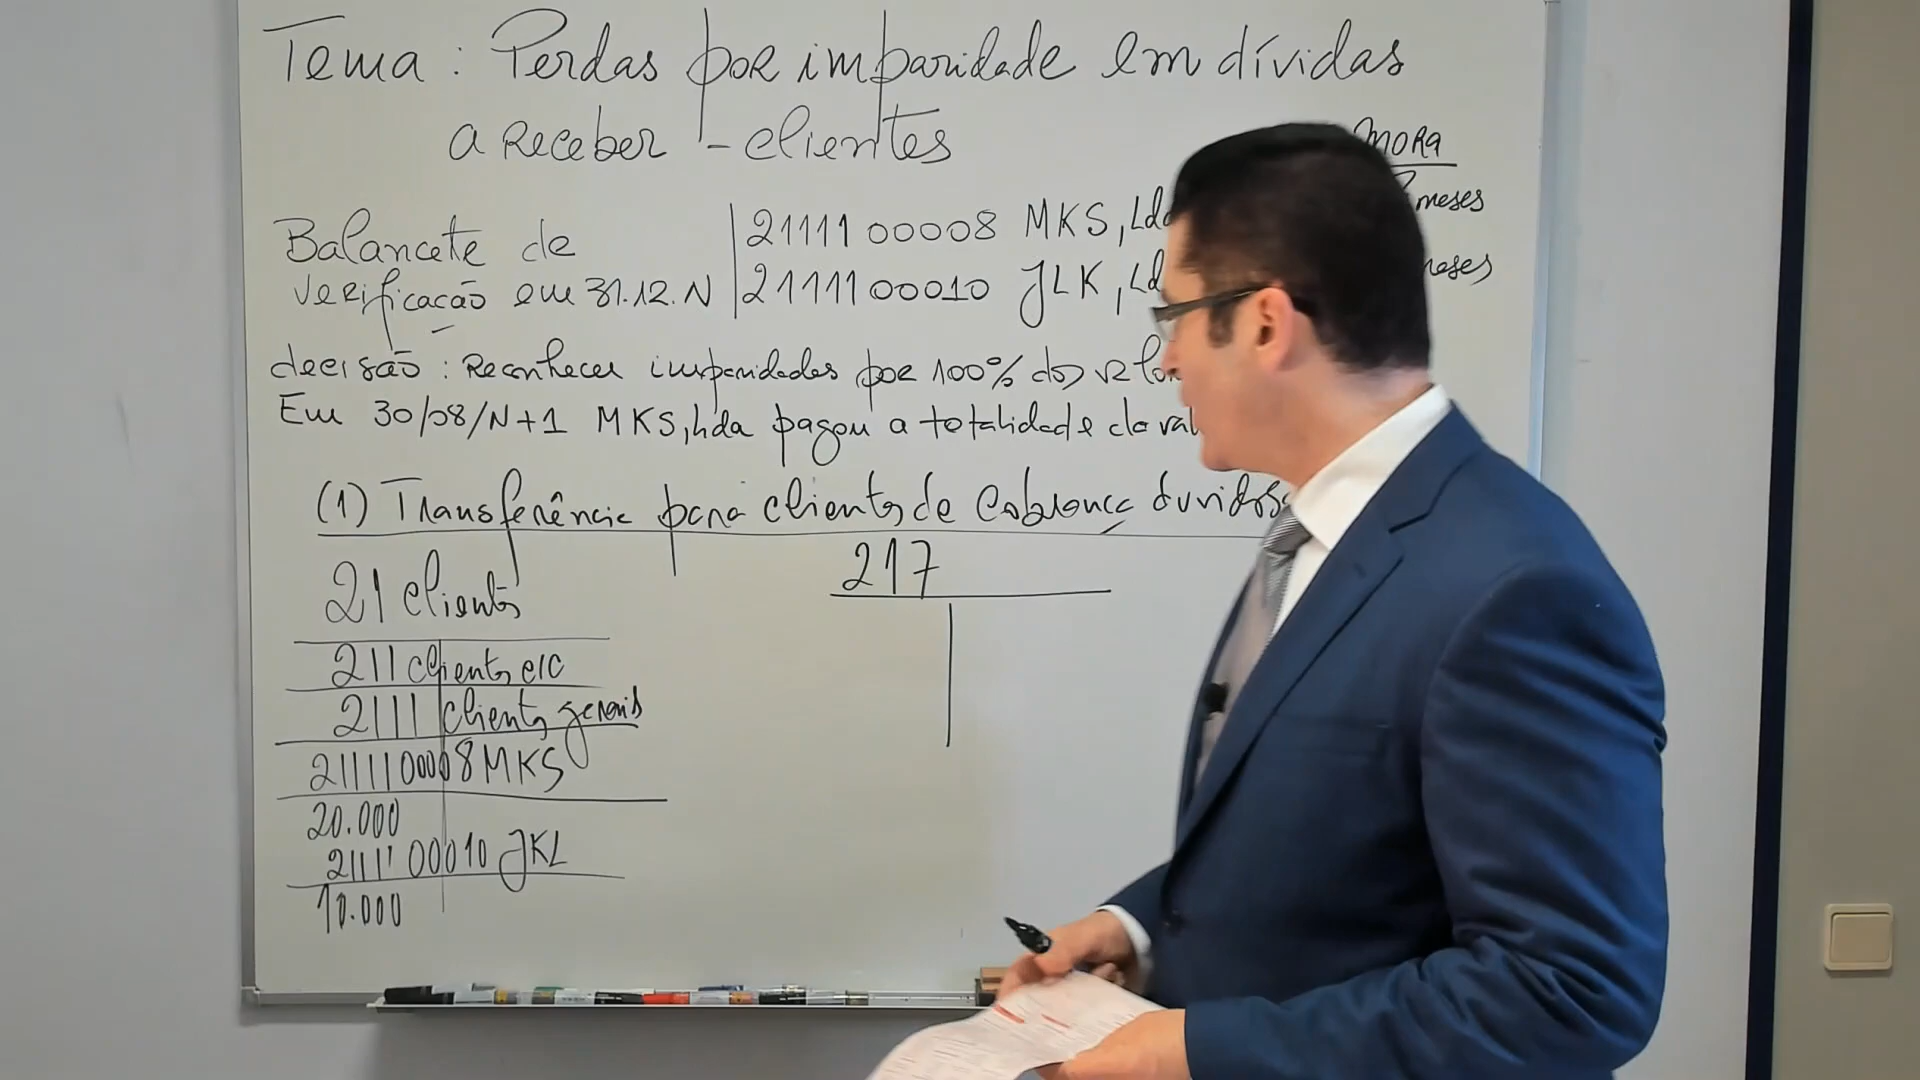 Tema: Perdas por imparidade em dívidas
a receber - clientes
MORA
Balancete de
verificação em 31.12.N
21111 00008 MKS, Lda
meses
21111 00010 JLK, Ld
meses
decisão: Reconhecer imparidades por 100% dos
Em 30/08/N+1 MKS, Lda pagou a totalidade do
(1) Transferência para clientes de cobrança duvidos
21 clientes
211 clientes c/c
2111 clientes gerais
21111 00008 MKS
20.000
21111 00010 JKL
10.000
217